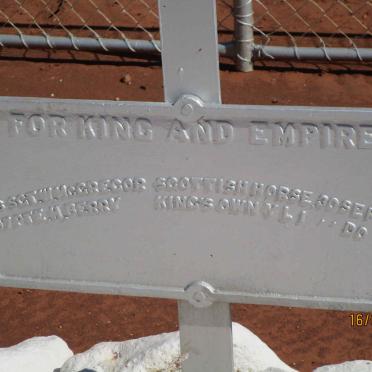 FOR KING AND EMPIRE
SGT W McGREGOR SCOTTISH HORSE
BERRY KING'S OWN
16/